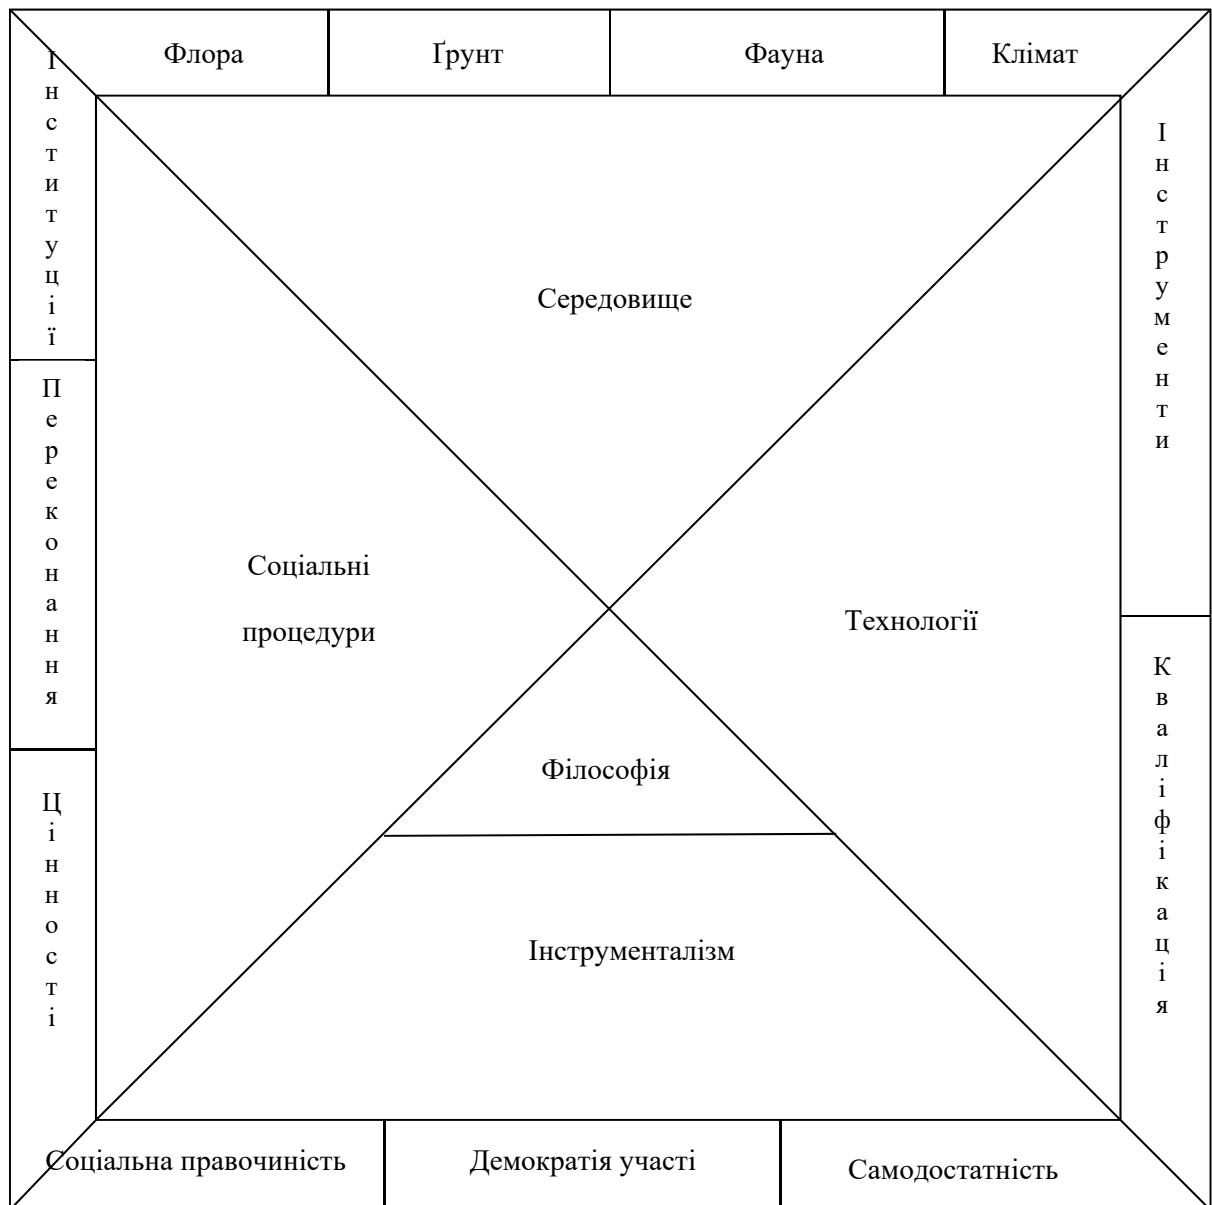 Флора
Ґрунт
Фауна
Клімат
Інституції
Переконання
Цінності
Середовище
Соціальні
процедури
Технології
Філософія
Інструменталізм
Інструменти
Кваліфікація
Соціальна правочиність
Демократія участі
Самодостатність